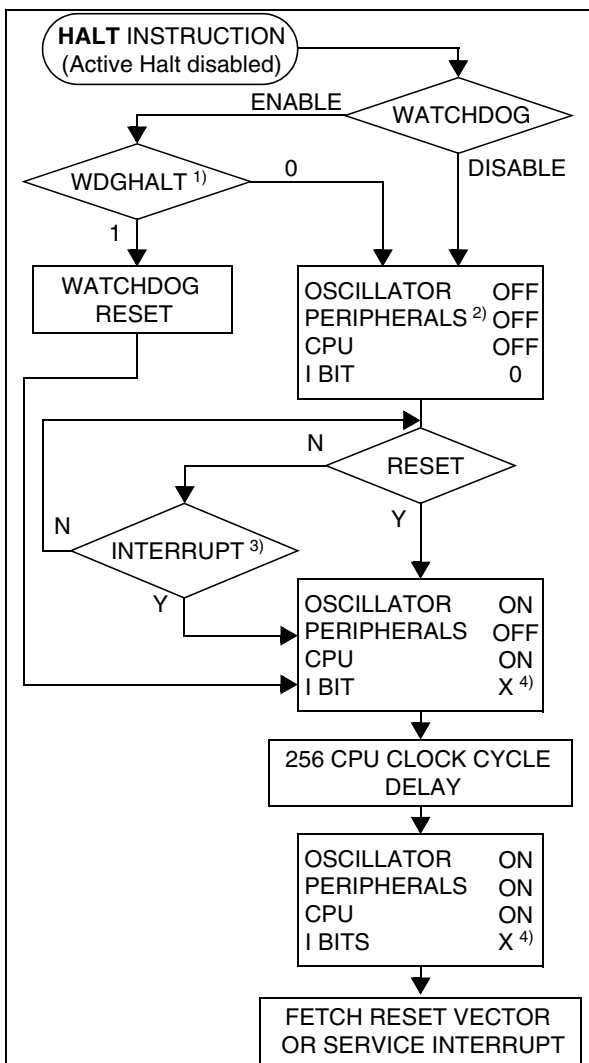 HALT INSTRUCTION
(Active Halt disabled)
ENABLE
WATCHDOG
WDGHALT 1)
0
DISABLE
1
WATCHDOG
RESET
OSCILLATOR OFF
PERIPHERALS 2) OFF
CPU OFF
I BIT 0
N
RESET
N
INTERRUPT 3)
Y
Y
OSCILLATOR ON
PERIPHERALS OFF
CPU ON
I BIT X 4)
256 CPU CLOCK CYCLE
DELAY
OSCILLATOR ON
PERIPHERALS ON
CPU ON
I BITS X 4)
FETCH RESET VECTOR
OR SERVICE INTERRUPT